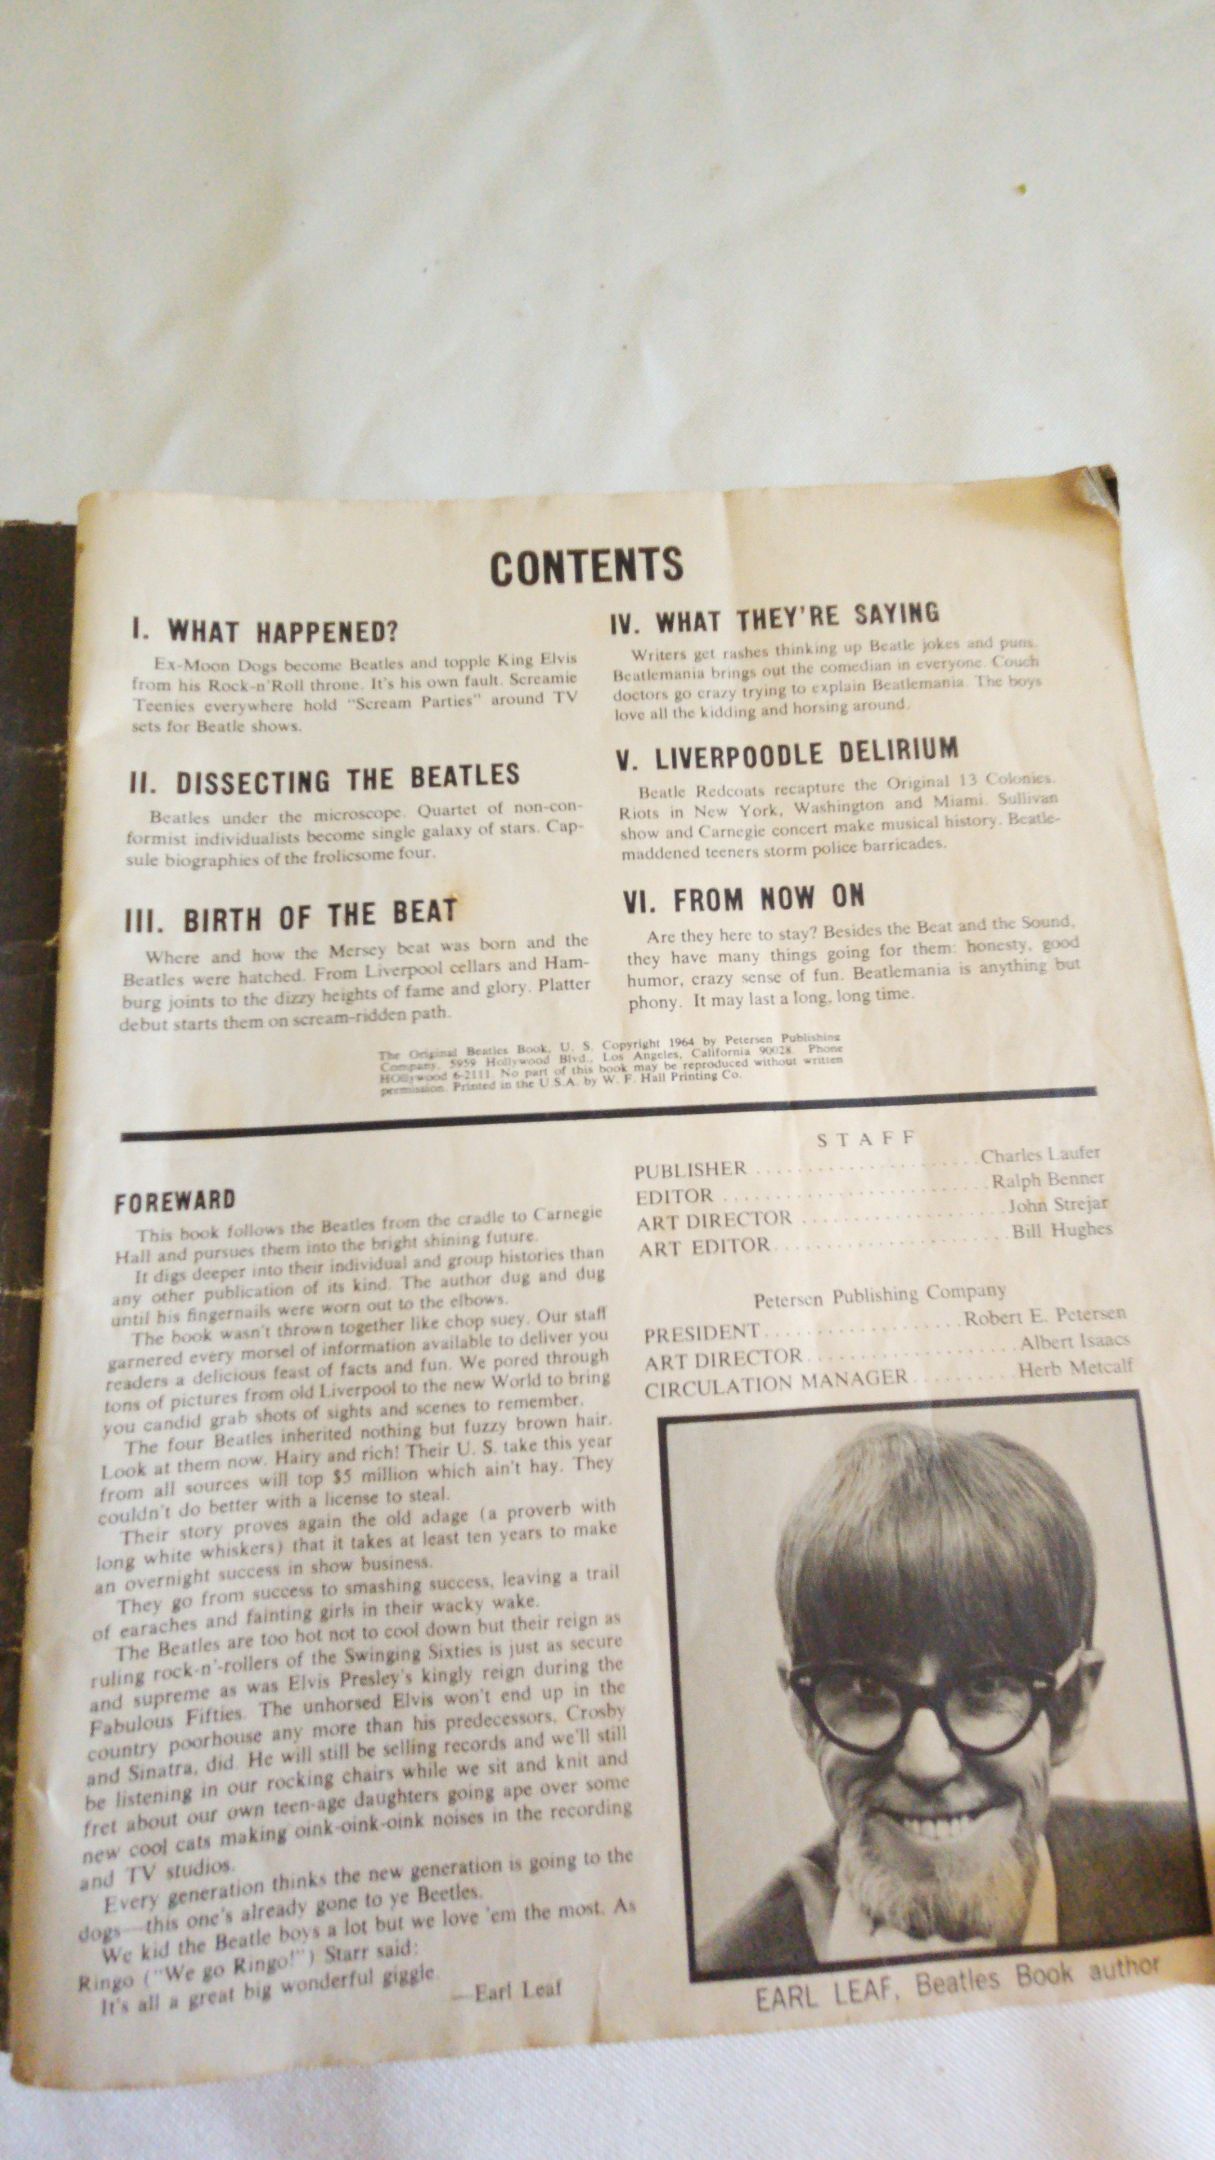 CONTENTS
I. WHAT HAPPENED?
Ex-Moon Dogs become Beatles and topple King Elvis
from his Rock-n'Roll throne. It's his own fault. Screamie
Teenies everywhere hold "Scream Parties" around TV
sets for Beatle shows.
II. DISSECTING THE BEATLES
Beatles under the microscope. Quartet of non-con-
formist individualists become single galaxy of stars. Cap-
sule biographies of the frolicsome four.
III. BIRTH OF THE BEAT
Where and how the Mersey beat was born and the
Beatles were hatched. From Liverpool cellars and Ham-
burg joints to the dizzy heights of fame and glory. Platter
debut starts them on scream-ridden path.
IV. WHAT THEY'RE SAYING
Writers get rashes thinking up Beatle jokes and puns.
Beatlemania brings out the comedian in everyone. Couch
doctors go crazy trying to explain Beatlemania. The boys
love all the kidding and horsing around.
V. LIVERPOODLE DELIRIUM
Beatle Redcoats recapture the Original 13 Colonies.
Riots in New York, Washington and Miami. Sullivan
show and Carnegie concert make musical history. Beatle-
maddened teeners storm police barricades.
VI. FROM NOW ON
Are they here to stay? Besides the Beat and the Sound,
they have many things going for them: honesty, good
humor, crazy sense of fun. Beatlemania is anything but
phony. It may last a long, long time.
The Original Beatles Book, U. S. Copyright 1964 by Petersen Publishing
Company, 5959 Hollywood Blvd., Los Angeles, California 90028. Phone
HOllywood 6-2111. No part of this book may be reproduced without written
permission. Printed in the U.S.A. by W. F. Hall Printing Co.
FOREWARD
This book follows the Beatles from the cradle to Carnegie
Hall and pursues them into the bright shining future.
It digs deeper into their individual and group histories than
any other publication of its kind. The author dug and dug
until his fingernails were worn out to the elbows.
The book wasn't thrown together like chop suey. Our staff
garnered every morsel of information available to deliver you
readers a delicious feast of facts and fun. We pored through
tons of pictures from old Liverpool to the new World to bring
you candid grab shots of sights and scenes to remember.
The four Beatles inherited nothing but fuzzy brown hair.
Look at them now. Hairy and rich! Their U. S. take this year
from all sources will top $5 million which ain't hay. They
couldn't do better with a license to steal.
Their story proves again the old adage (a proverb with
long white whiskers) that it takes at least ten years to make
an overnight success in show business.
They go from success to smashing success, leaving a trail
of earaches and fainting girls in their wacky wake.
The Beatles are too hot not to cool down but their reign as
ruling rock-n'-rollers of the Swinging Sixties is just as secure
and supreme as was Elvis Presley's kingly reign during the
Fabulous Fifties. The unhorsed Elvis won't end up in the
country poorhouse any more than his predecessors, Crosby
and Sinatra, did. He will still be selling records and we'll still
be listening in our rocking chairs while we sit and knit and
fret about our own teen-age daughters going ape over some
new cool cats making oink-oink-oink noises in the recording
and TV studios.
Every generation thinks the new generation is going to the
dogs—this one's already gone to ye Beetles.
We kid the Beatle boys a lot but we love 'em the most. As
Ringo ("We go Ringo!") Starr said:
It's all a great big wonderful giggle.
—Earl Leaf
STAFF
PUBLISHER . . . . . . . . . . . . . . . . . . . . . Charles Laufer
EDITOR . . . . . . . . . . . . . . . . . . . . . . . . . Ralph Benner
ART DIRECTOR . . . . . . . . . . . . . . . . . . . John Strejar
ART EDITOR . . . . . . . . . . . . . . . . . . . . . Bill Hughes
Petersen Publishing Company
PRESIDENT . . . . . . . . . . . . . . . . . . Robert E. Petersen
ART DIRECTOR . . . . . . . . . . . . . . . . . . . Albert Isaacs
CIRCULATION MANAGER . . . . . . . . . . Herb Metcalf
EARL LEAF, Beatles Book author